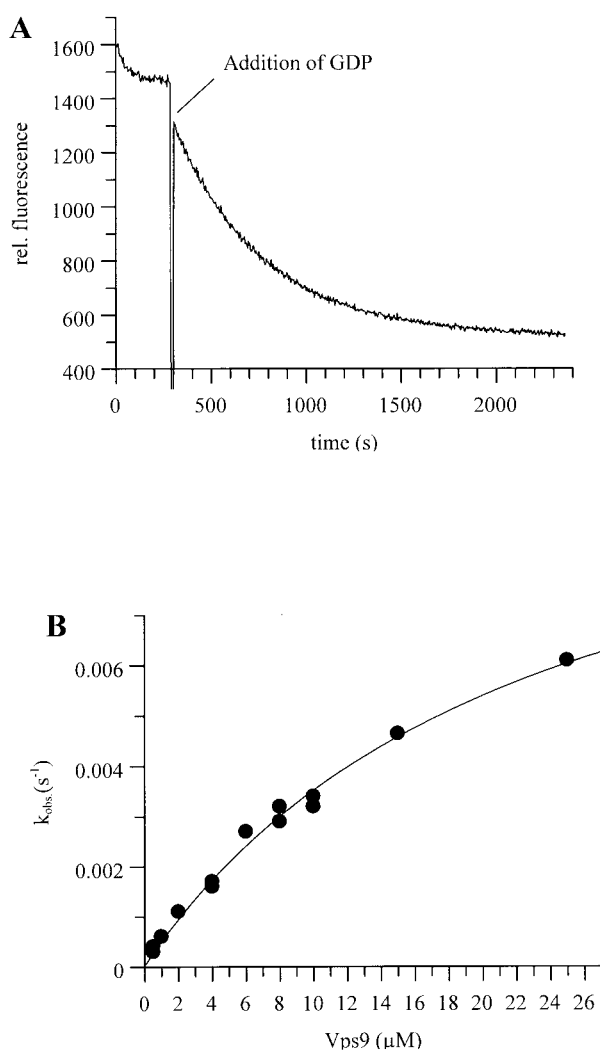 A
1600
1400
1200
1000
800
600
400
rel. fluorescence
Addition of GDP
0 500 1000 1500 2000
time (s)
B
0.006
0.004
0.002
0
k_obs.(s⁻¹)
0 2 4 6 8 10 12 14 16 18 20 22 24 26
Vps9 (µM)